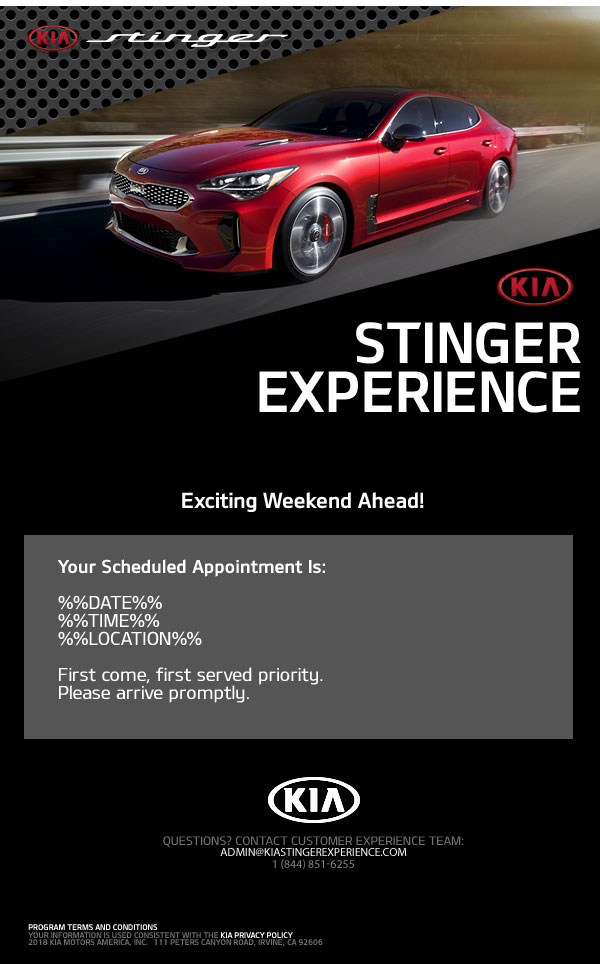 KIA stinger
KIA
STINGER
EXPERIENCE
Exciting Weekend Ahead!
Your Scheduled Appointment Is:
%%DATE%%
%%TIME%%
%%LOCATION%%
First come, first served priority.
Please arrive promptly.
KIA
QUESTIONS? CONTACT CUSTOMER EXPERIENCE TEAM:
ADMIN@KIASTINGEREXPERIENCE.COM
1 (844) 851-6255
PROGRAM TERMS AND CONDITIONS
YOUR INFORMATION IS USED CONSISTENT WITH THE KIA PRIVACY POLICY
2018 KIA MOTORS AMERICA, INC. 111 PETERS CANYON ROAD, IRVINE, CA 92606